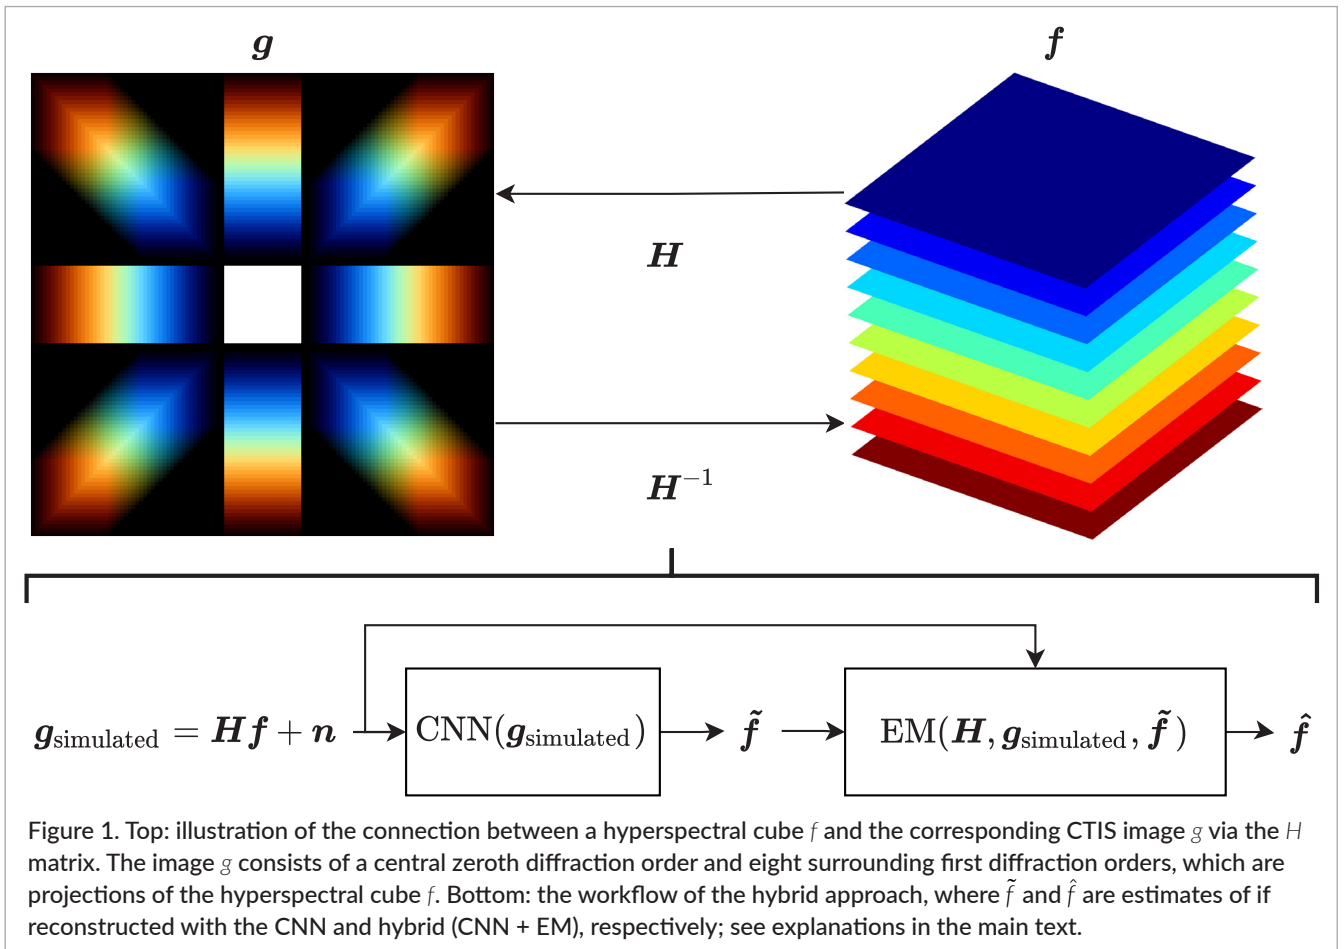 g
f
H
H⁻¹
g_simulated = Hf + n
CNN(g_simulated)
f̃
EM(H, g_simulated, f̃)
f̂
Figure 1. Top: illustration of the connection between a hyperspectral cube f and the corresponding CTIS image g via the H
matrix. The image g consists of a central zeroth diffraction order and eight surrounding first diffraction orders, which are
projections of the hyperspectral cube f. Bottom: the workflow of the hybrid approach, where f̃ and f̂ are estimates of if
reconstructed with the CNN and hybrid (CNN + EM), respectively; see explanations in the main text.